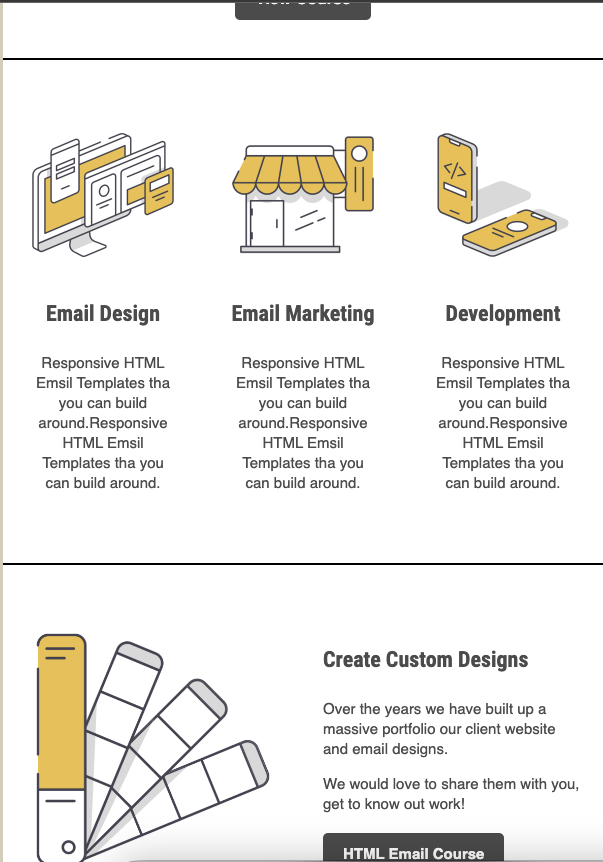 View Course
Email Design
Responsive HTML
Emsil Templates tha
you can build
around.Responsive
HTML Emsil
Templates tha you
can build around.
Email Marketing
Responsive HTML
Emsil Templates tha
you can build
around.Responsive
HTML Emsil
Templates tha you
can build around.
Development
</>
Responsive HTML
Emsil Templates tha
you can build
around.Responsive
HTML Emsil
Templates tha you
can build around.
Create Custom Designs
Over the years we have built up a
massive portfolio our client website
and email designs.
We would love to share them with you,
get to know out work!
HTML Email Course